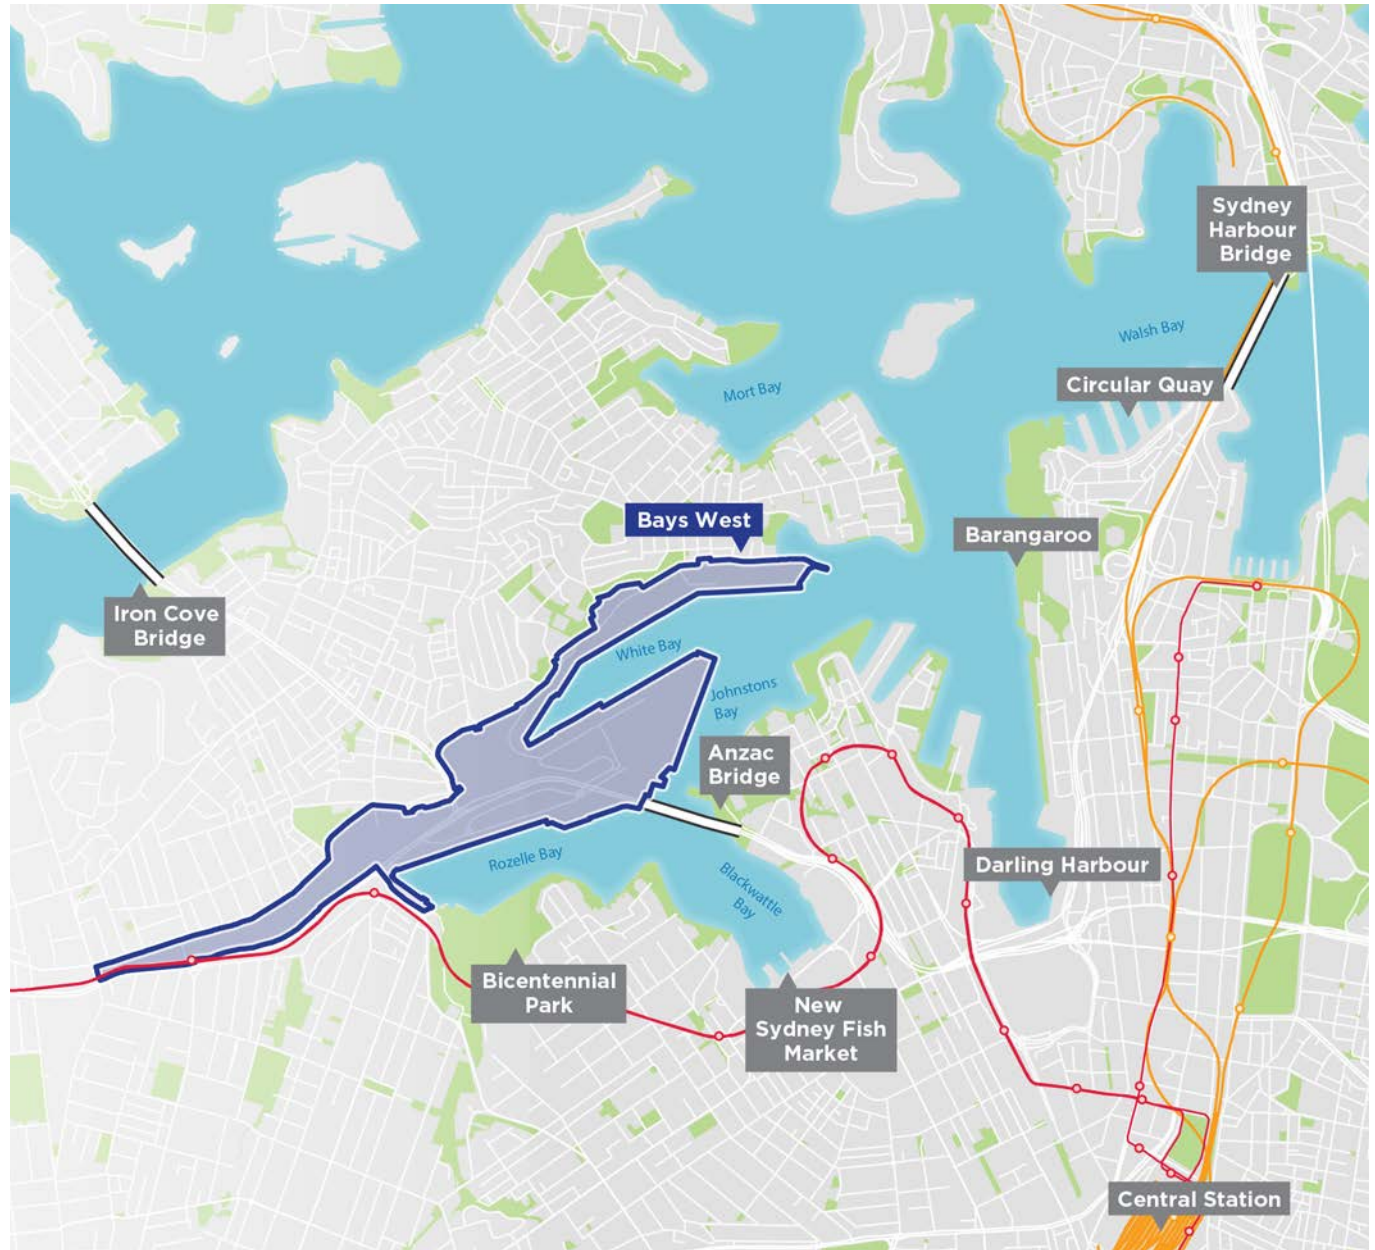 Sydney
Harbour
Bridge
Walsh Bay
Circular Quay
Mort Bay
Bays West
Barangaroo
Iron Cove
Bridge
White Bay
Johnstons
Bay
Anzac
Bridge
Rozelle Bay
Blackwattle
Bay
Darling Harbour
Bicentennial
Park
New
Sydney Fish
Market
Central Station